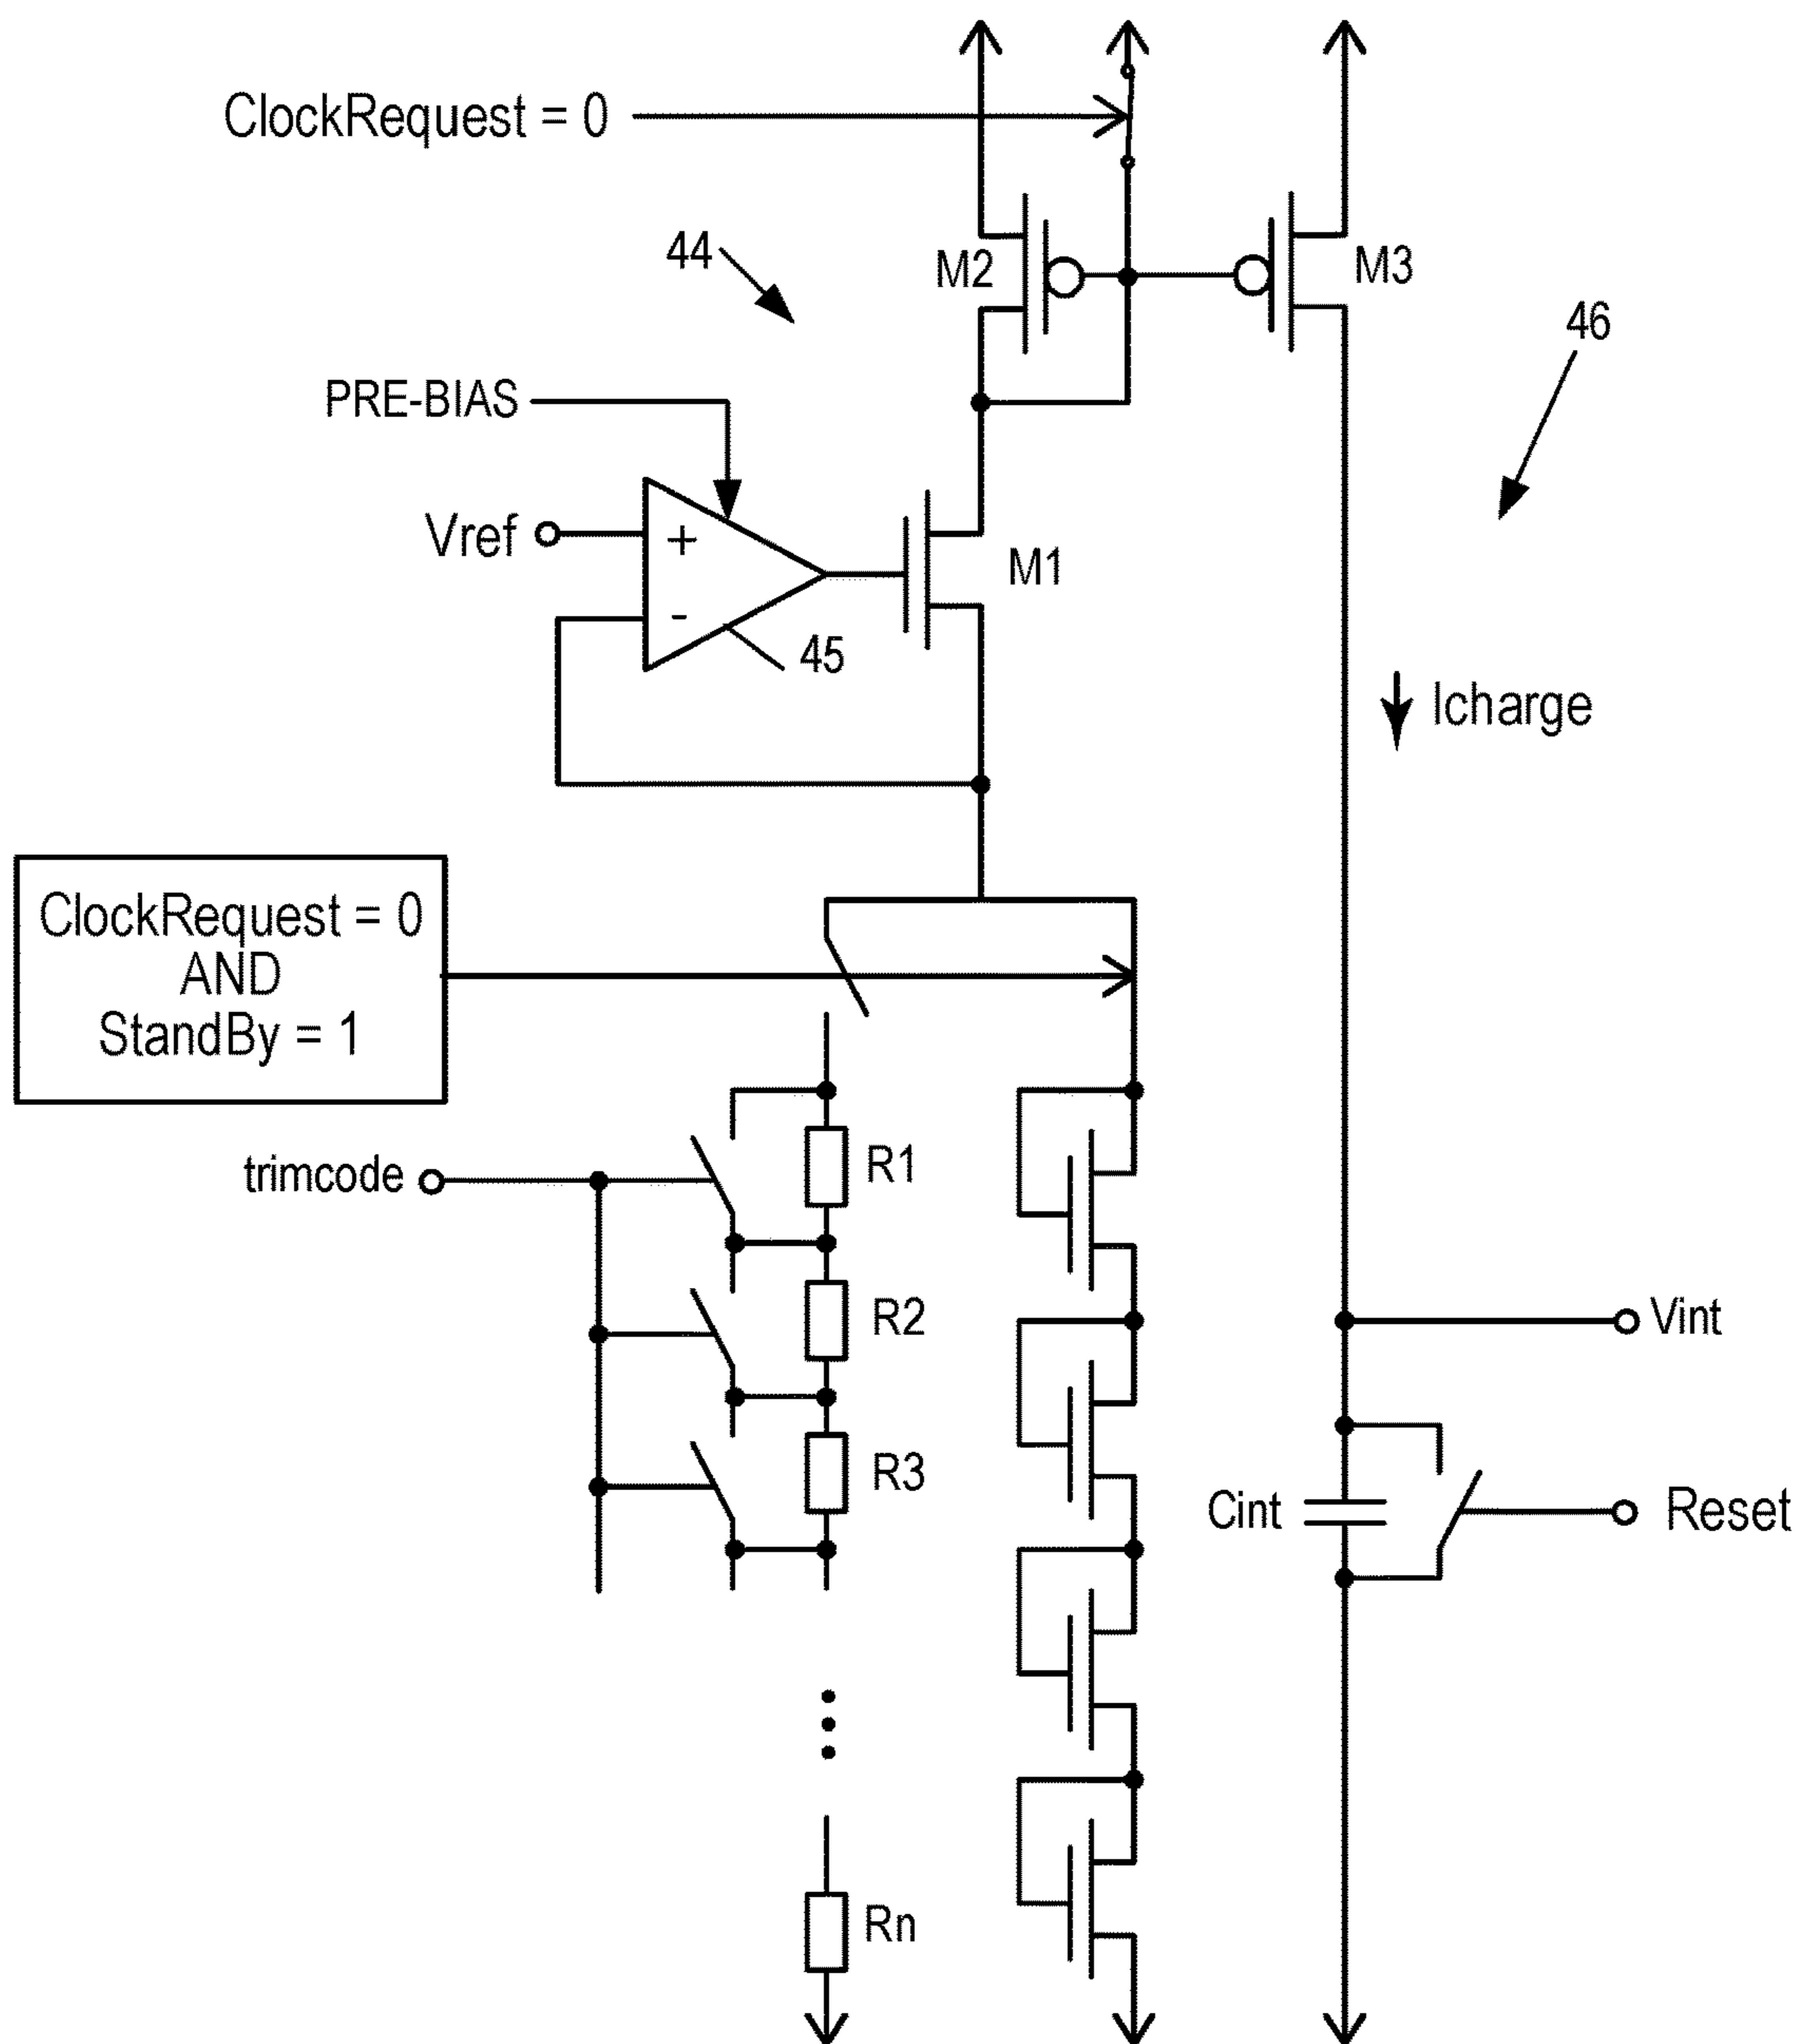 ClockRequest = 0
44
M2
M3
46
PRE-BIAS
Vref
+
-
M1
45
Icharge
ClockRequest = 0
AND
StandBy = 1
trimcode
R1
R2
Vint
R3
Cint
Reset
Rn